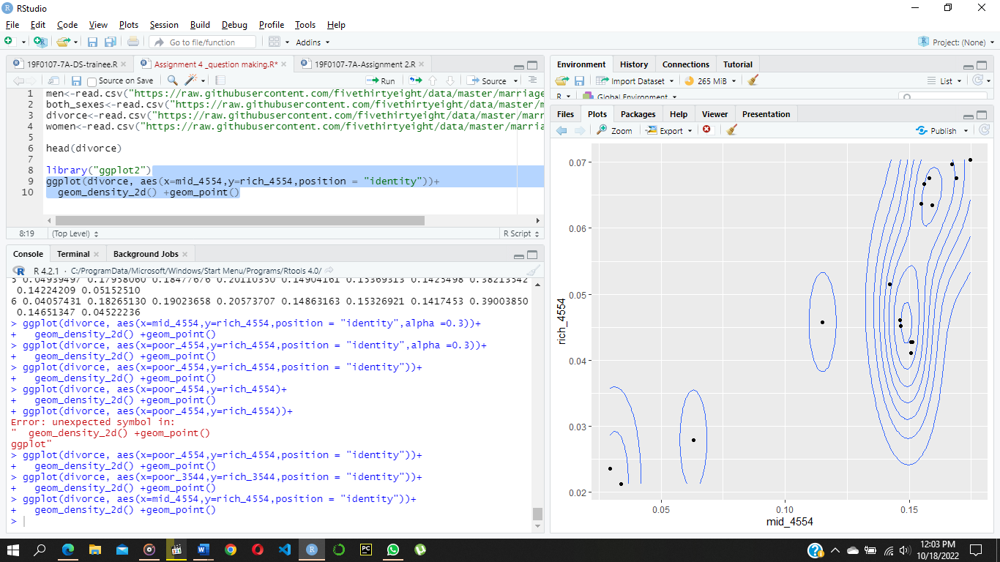 RStudio
File Edit Code View Plots Session Build Debug Profile Tools Help
Go to file/function Addins Project: (None)
19F0107-7A-DS-trainee.R Assignment 4 _question making.R* 19F0107-7A-Assignment 2.R
Source on Save Run Source
1 men<-read.csv("https://raw.githubusercontent.com/fivethirtyeight/data/master/marriage
2 both_sexes<-read.csv("https://raw.githubusercontent.com/fivethirtyeight/data/master/m
3 divorce<-read.csv("https://raw.githubusercontent.com/fivethirtyeight/data/master/marr
4 women<-read.csv("https://raw.githubusercontent.com/fivethirtyeight/data/master/marria
5
6 head(divorce)
7
8 library("ggplot2")
9 ggplot(divorce, aes(x=mid_4554,y=rich_4554,position = "identity"))+
10 geom_density_2d() +geom_point()
8:19 (Top Level) R Script
Console Terminal Background Jobs
R 4.2.1 · C:/ProgramData/Microsoft/Windows/Start Menu/Programs/Rtools 4.0/
5 0.04939497 0.17958060 0.18477676 0.20110350 0.14904161 0.15369313 0.1425498 0.38213542
0.14224209 0.05152510
6 0.04057431 0.18265130 0.19023658 0.20573707 0.14863163 0.15326921 0.1417453 0.39003850
0.14651347 0.04522236
> ggplot(divorce, aes(x=mid_4554,y=rich_4554,position = "identity",alpha =0.3))+
+ geom_density_2d() +geom_point()
> ggplot(divorce, aes(x=poor_4554,y=rich_4554,position = "identity",alpha =0.3))+
+ geom_density_2d() +geom_point()
> ggplot(divorce, aes(x=poor_4554,y=rich_4554,position = "identity"))+
+ geom_density_2d() +geom_point()
> ggplot(divorce, aes(x=poor_4554,y=rich_4554)+
+ geom_density_2d() +geom_point()
+ ggplot(divorce, aes(x=poor_4554,y=rich_4554))+
Error: unexpected symbol in:
" geom_density_2d() +geom_point()
ggplot"
> ggplot(divorce, aes(x=poor_4554,y=rich_4554,position = "identity"))+
+ geom_density_2d() +geom_point()
> ggplot(divorce, aes(x=poor_3544,y=rich_3544,position = "identity"))+
+ geom_density_2d() +geom_point()
> ggplot(divorce, aes(x=mid_4554,y=rich_4554,position = "identity"))+
+ geom_density_2d() +geom_point()
>
Environment History Connections Tutorial
Import Dataset 265 MiB List
R Global Environment
Files Plots Packages Help Viewer Presentation
Zoom Export Publish
0.07
0.06
0.05
0.04
0.03
0.02
rich_4554
0.05 0.10 0.15
mid_4554
12:03 PM
10/18/2022